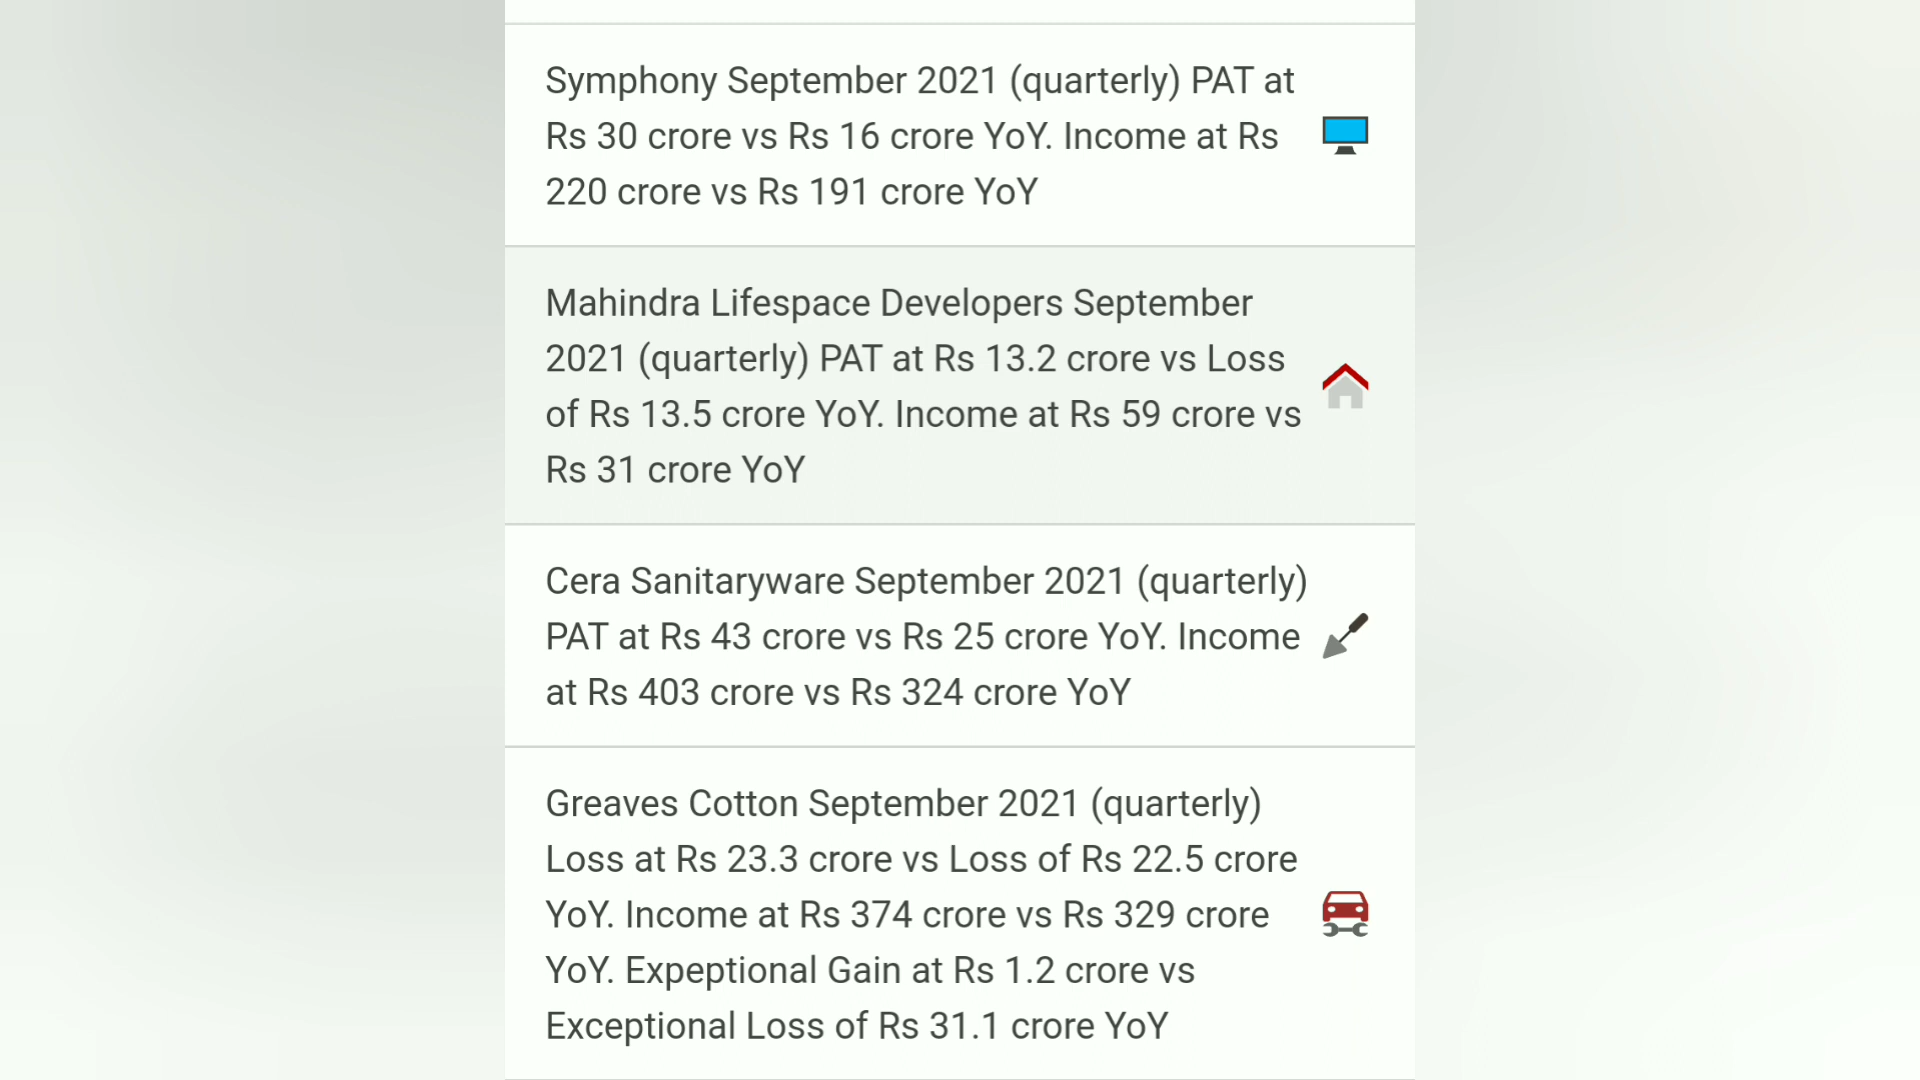 Symphony September 2021 (quarterly) PAT at
Rs 30 crore vs Rs 16 crore YoY. Income at Rs
220 crore vs Rs 191 crore YoY
Mahindra Lifespace Developers September
2021 (quarterly) PAT at Rs 13.2 crore vs Loss
of Rs 13.5 crore YoY. Income at Rs 59 crore vs
Rs 31 crore YoY
Cera Sanitaryware September 2021 (quarterly)
PAT at Rs 43 crore vs Rs 25 crore YoY. Income
at Rs 403 crore vs Rs 324 crore YoY
Greaves Cotton September 2021 (quarterly)
Loss at Rs 23.3 crore vs Loss of Rs 22.5 crore
YoY. Income at Rs 374 crore vs Rs 329 crore
YoY. Expeptional Gain at Rs 1.2 crore vs
Exceptional Loss of Rs 31.1 crore YoY